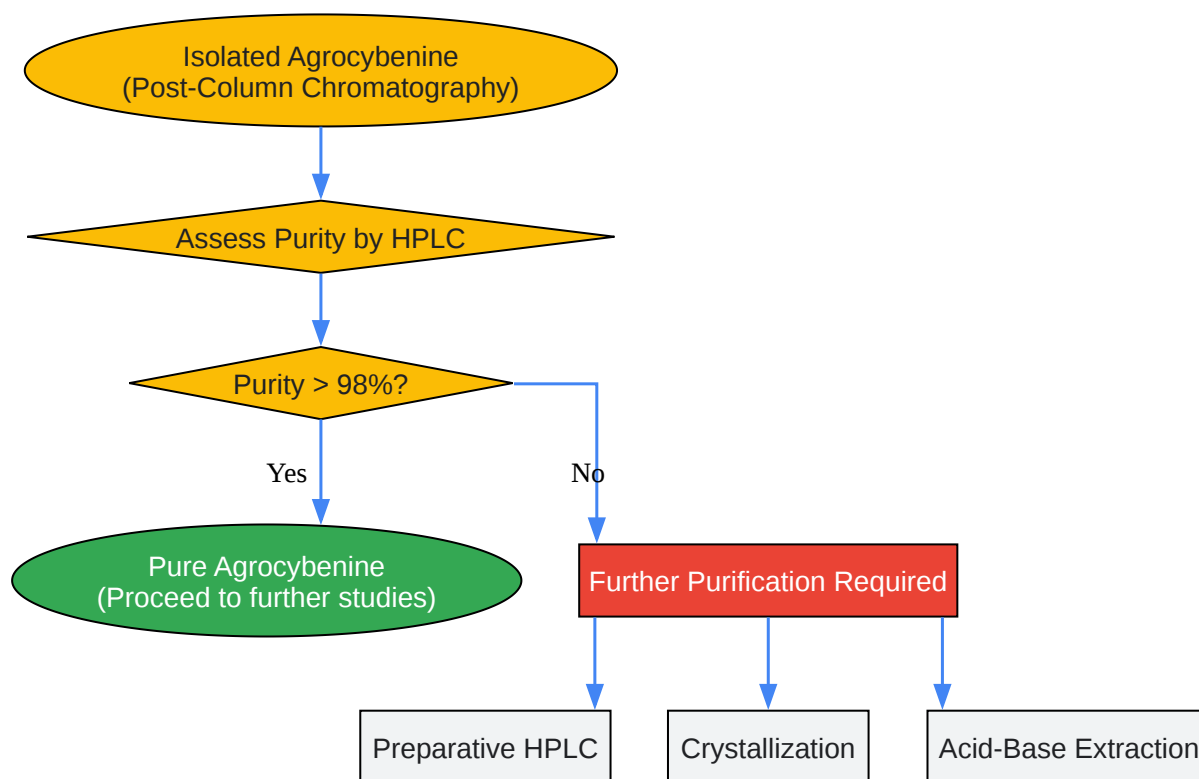 Isolated Agrocybenine
(Post-Column Chromatography)
Assess Purity by HPLC
Purity > 98%?
Yes
No
Pure Agrocybenine
(Proceed to further studies)
Further Purification Required
Preparative HPLC
Crystallization
Acid-Base Extraction